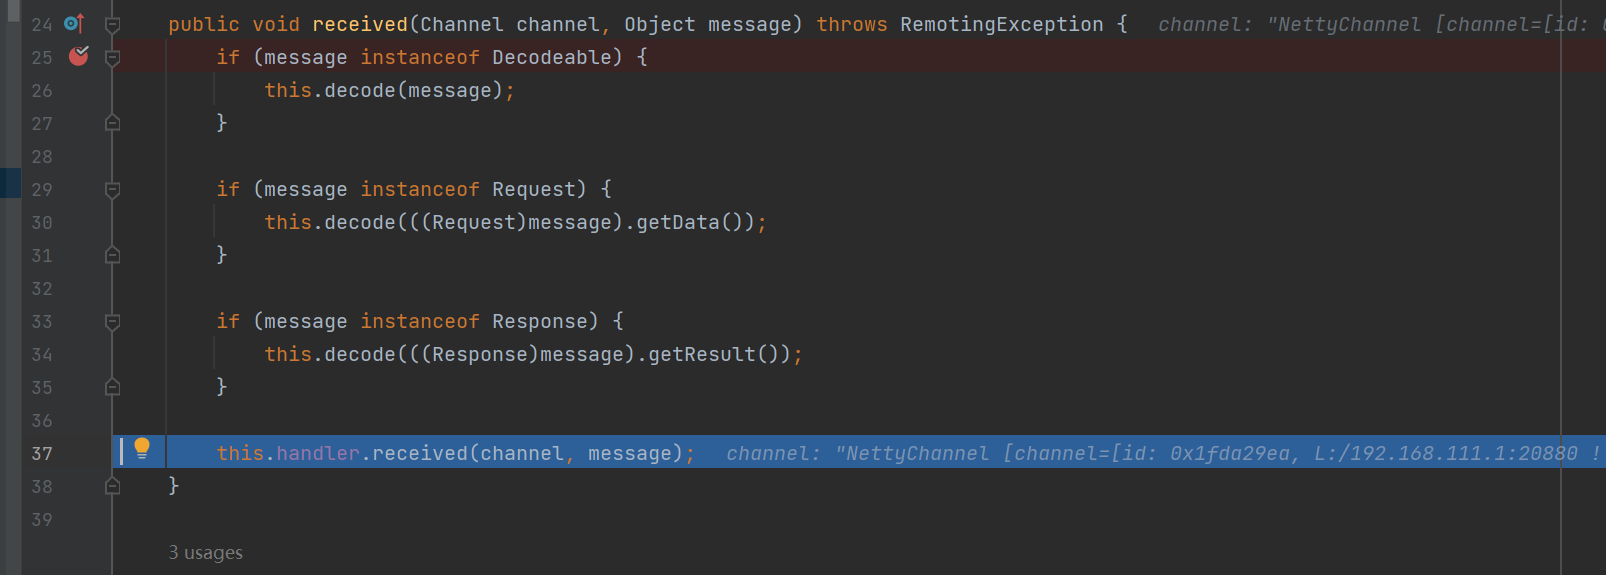 24 public void received(Channel channel, Object message) throws RemotingException { channel: "NettyChannel [channel=[id:
25 if (message instanceof Decodeable) {
26 this.decode(message);
27 }
28
29 if (message instanceof Request) {
30 this.decode(((Request)message).getData());
31 }
32
33 if (message instanceof Response) {
34 this.decode(((Response)message).getResult());
35 }
36
37 this.handler.received(channel, message); channel: "NettyChannel [channel=[id: 0x1fda29ea, L:/192.168.111.1:20880 !
38 }
39
3 usages